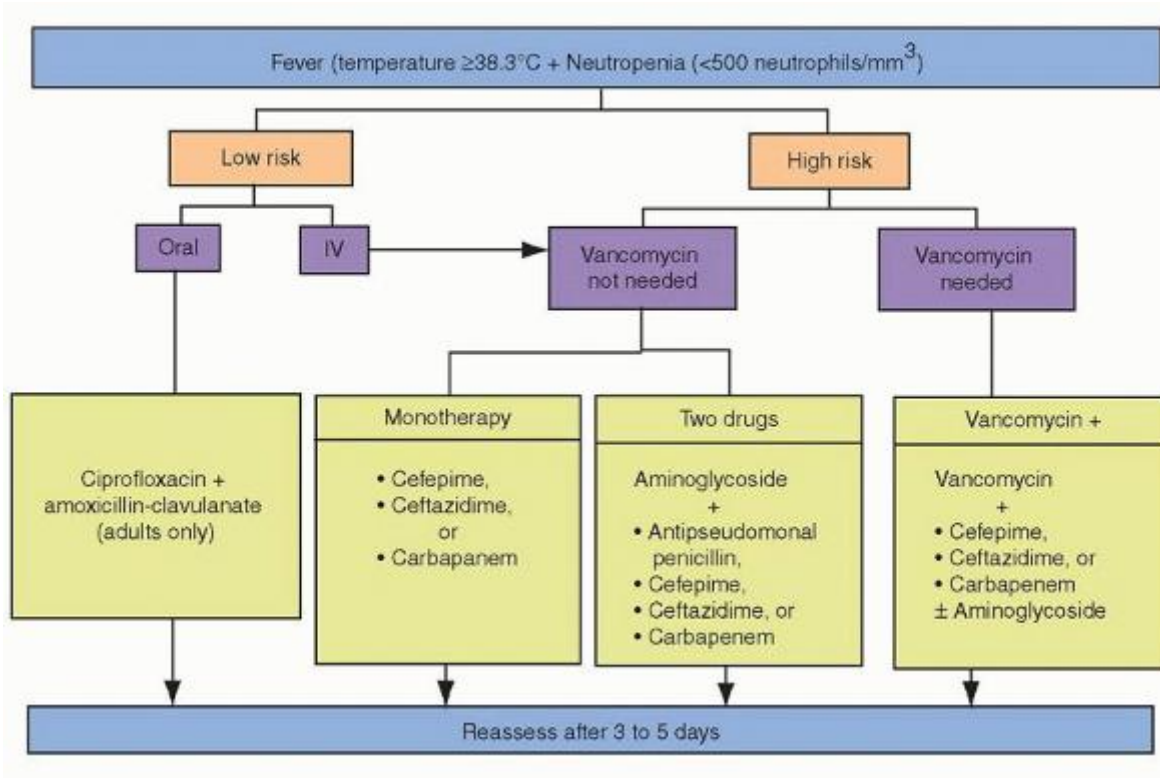 Fever (temperature ≥38.3°C + Neutropenia (<500 neutrophils/mm³)
Low risk
High risk
Oral
IV
Vancomycin
not needed
Vancomycin
needed
Ciprofloxacin +
amoxicillin-clavulanate
(adults only)
Monotherapy
• Cefepime,
• Ceftazidime,
or
• Carbapanem
Two drugs
Aminoglycoside
+
• Antipseudomonal
penicillin,
• Cefepime,
• Ceftazidime, or
• Carbapenem
Vancomycin +
Vancomycin
+
• Cefepime,
• Ceftazidime, or
• Carbapenem
± Aminoglycoside
Reassess after 3 to 5 days